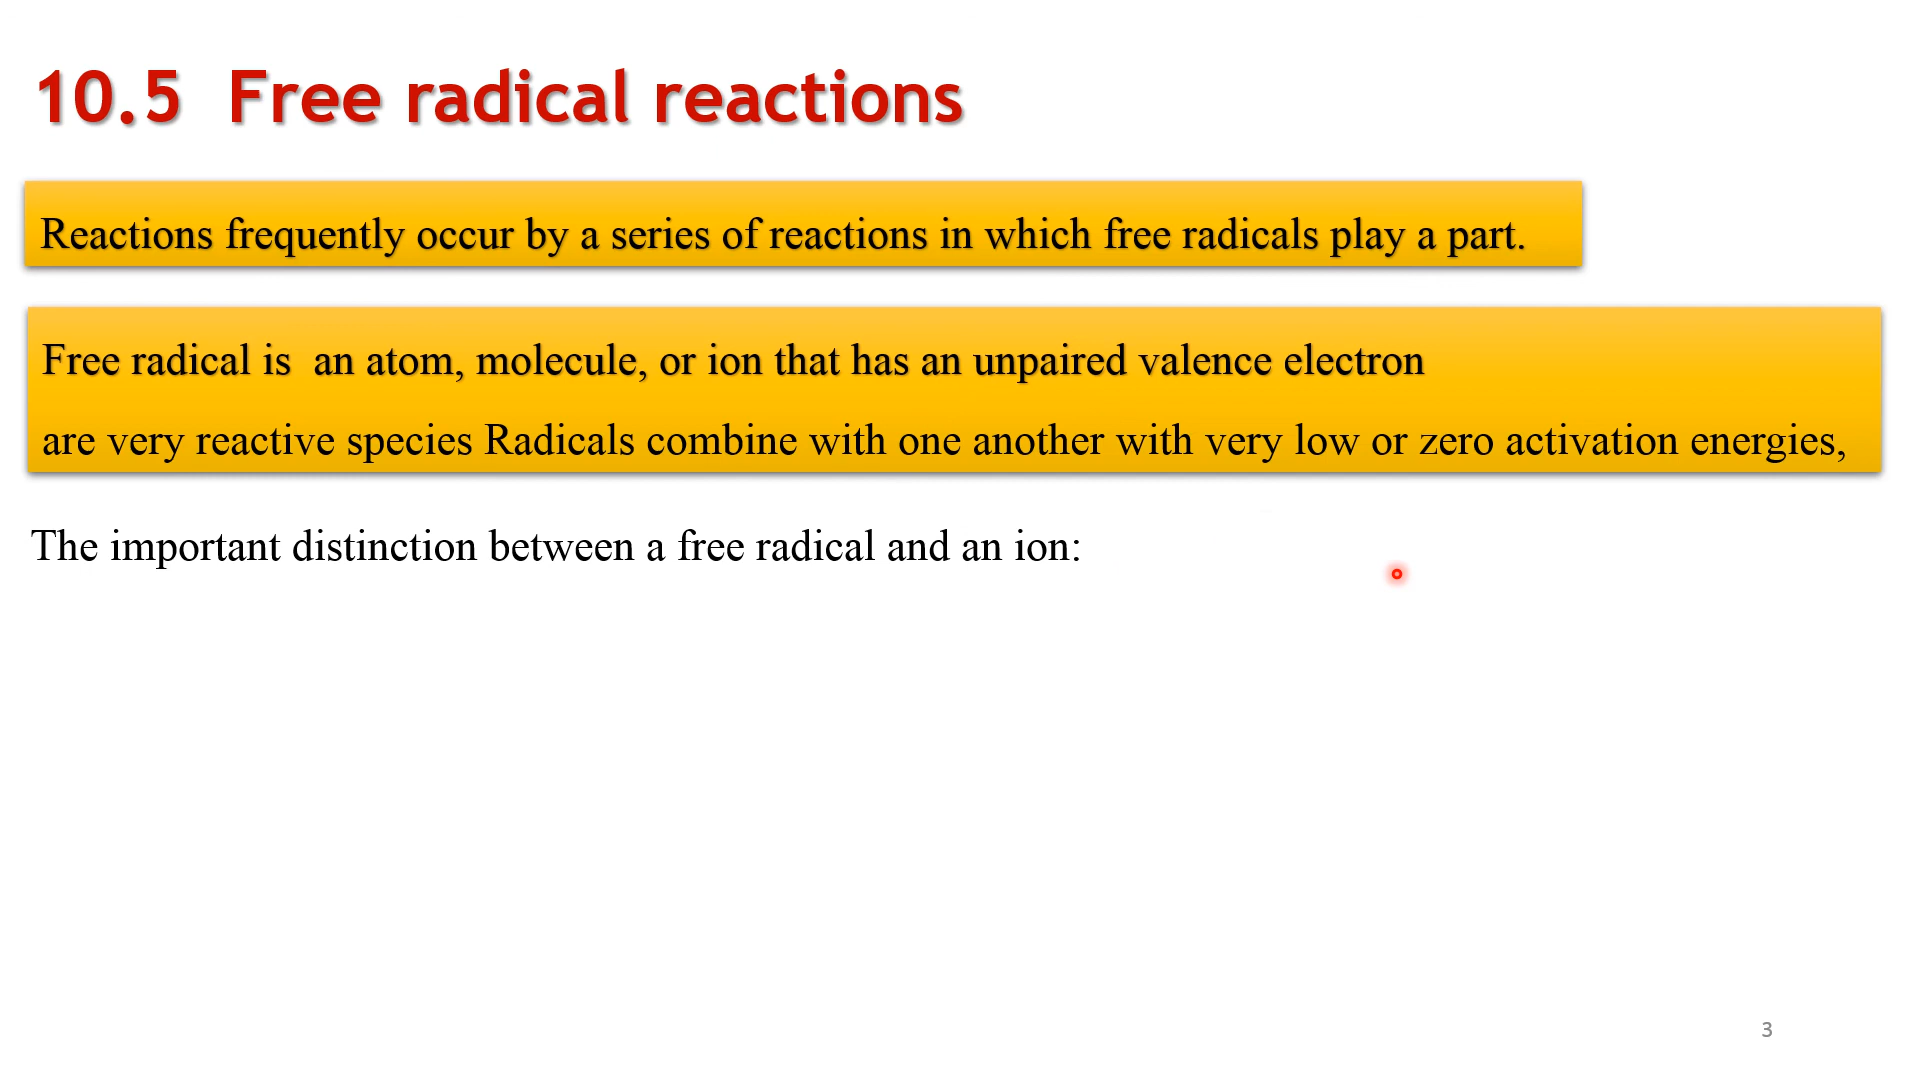 10.5  Free radical reactions
Reactions frequently occur by a series of reactions in which free radicals play a part.
Free radical is  an atom, molecule, or ion that has an unpaired valence electron
are very reactive species Radicals combine with one another with very low or zero activation energies,
The important distinction between a free radical and an ion:
3